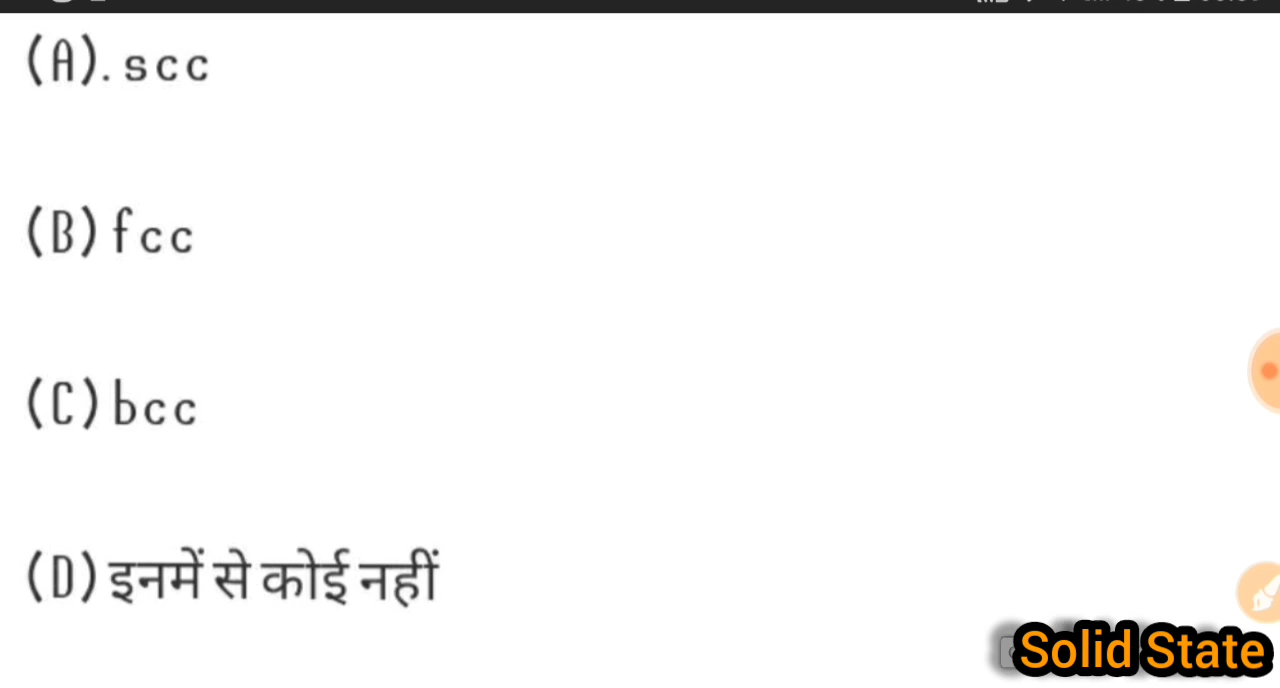 (A). scc
(B) fcc
(C) bcc
(D) इनमें से कोई नहीं
Solid State